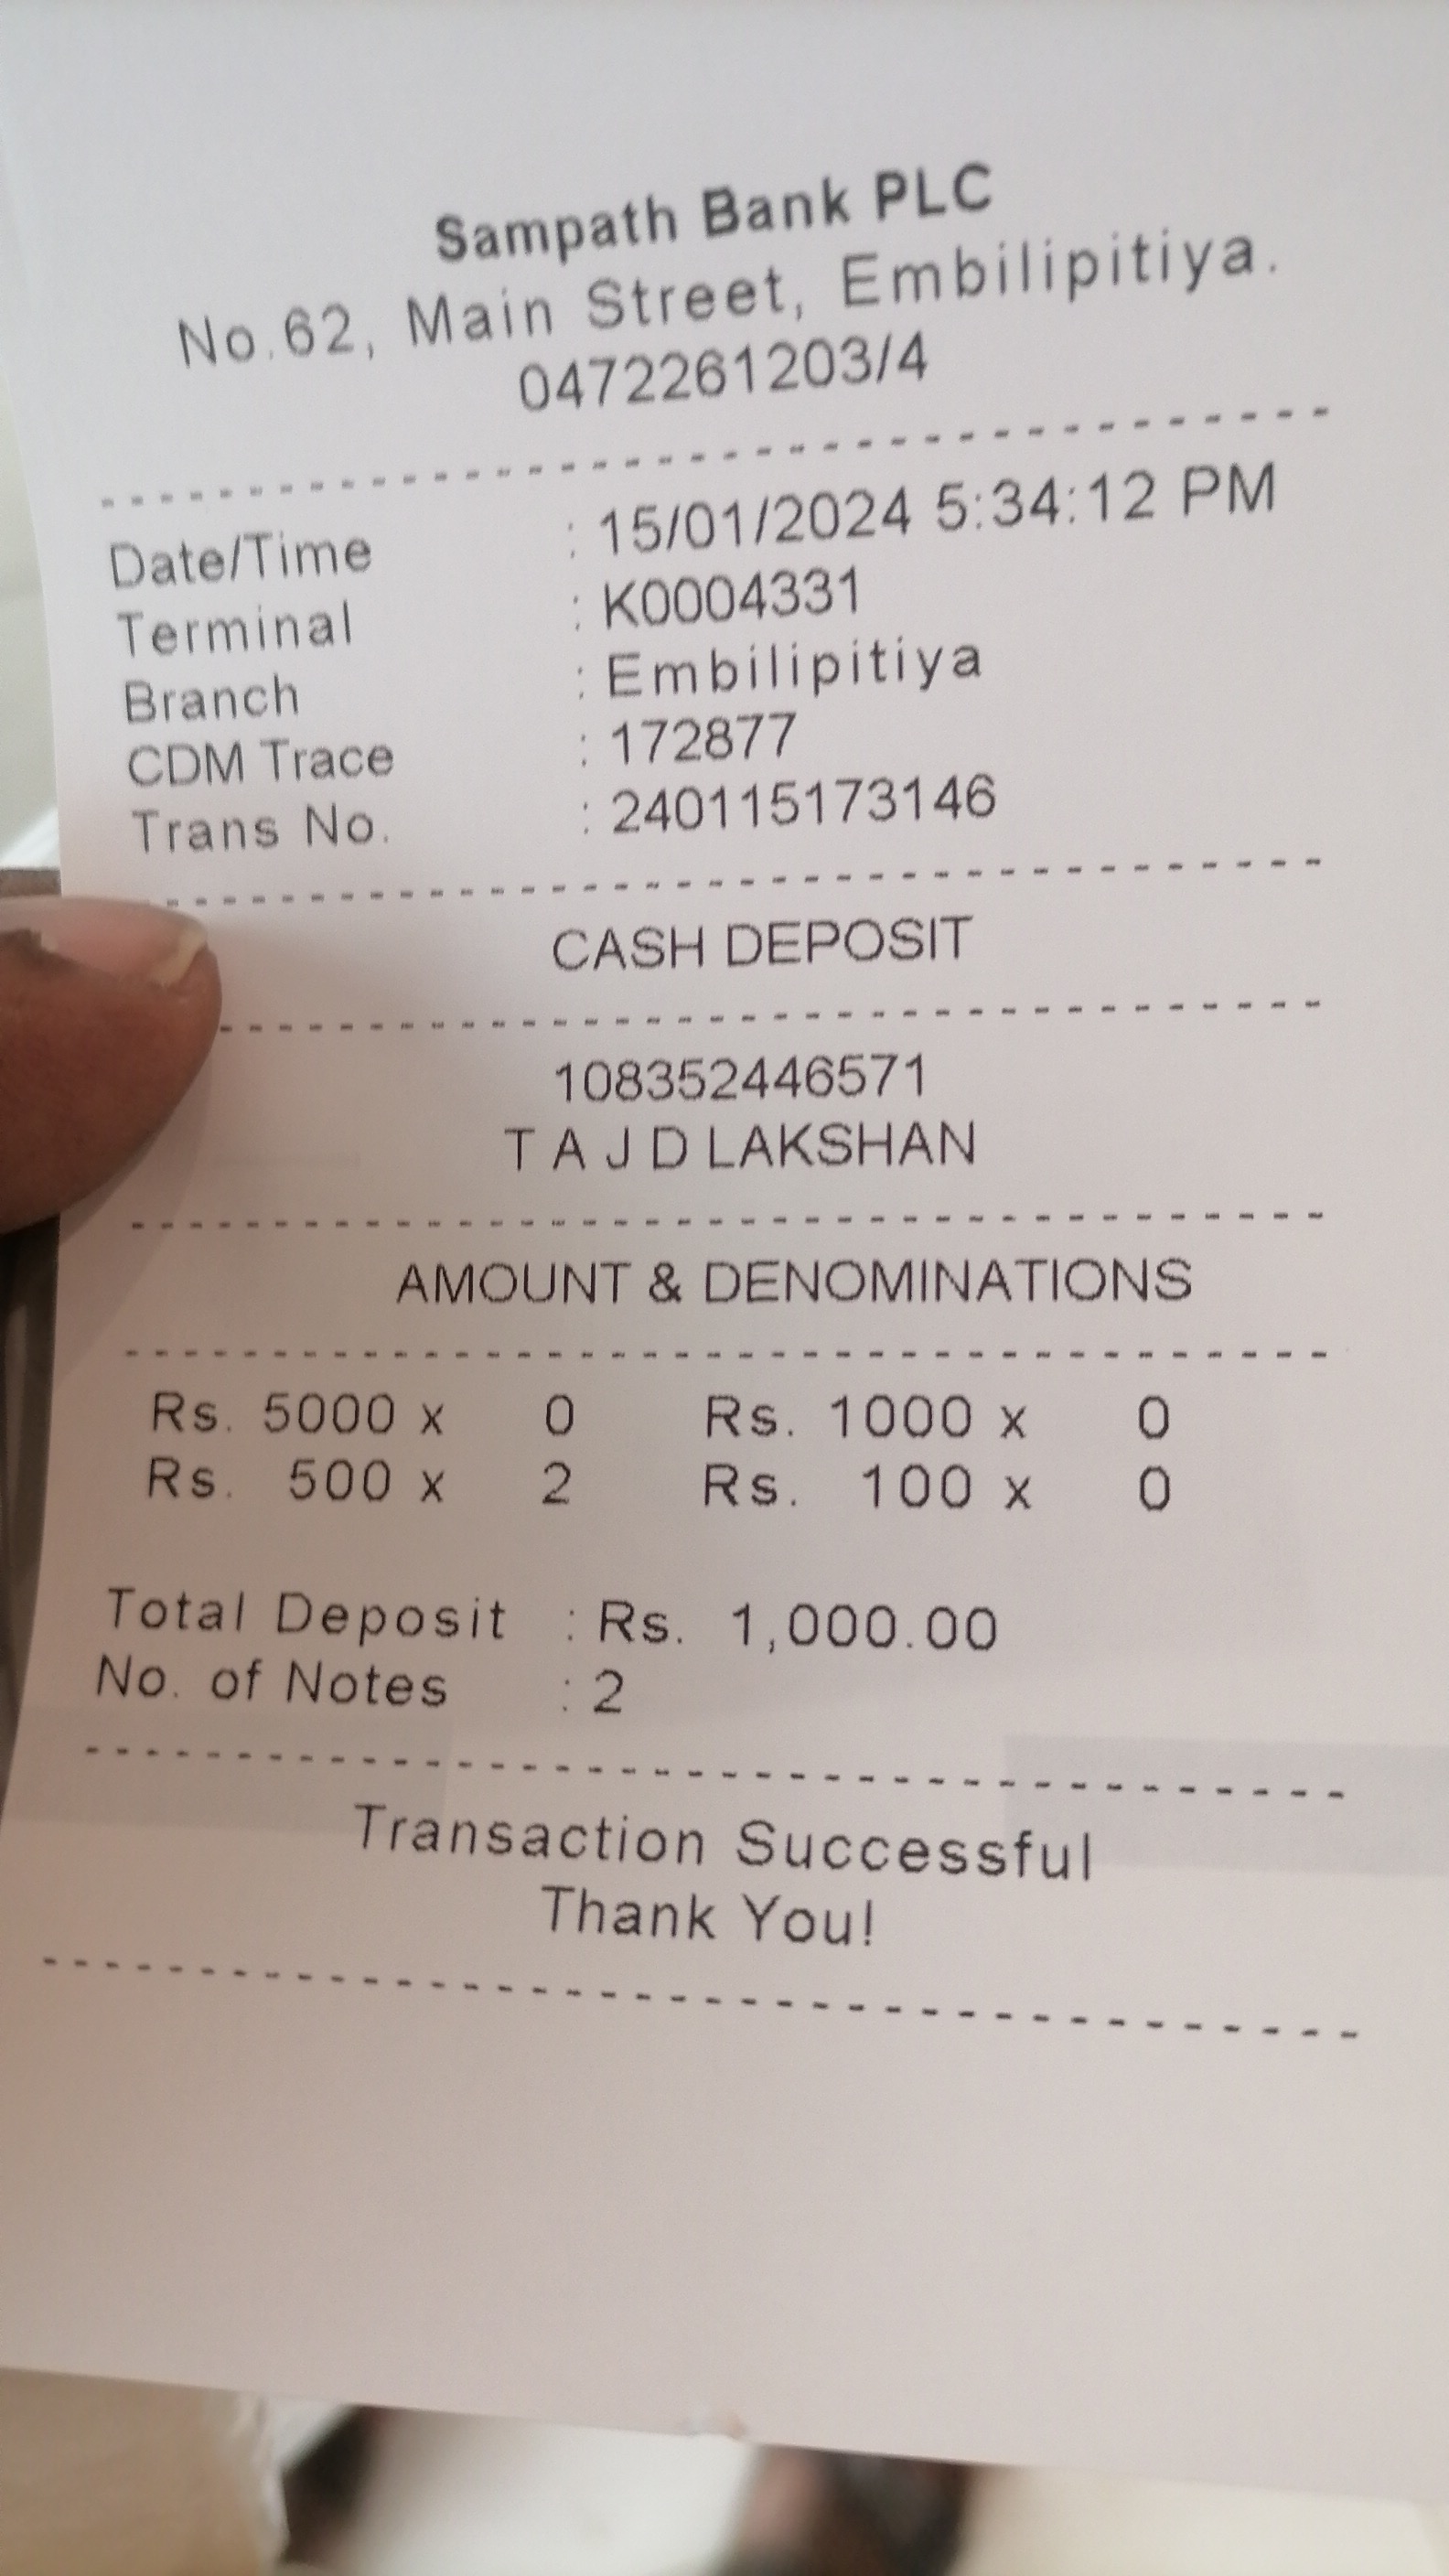 Sampath Bank PLC
No.62, Main Street, Embilipitiya.
0472261203/4
Date/Time : 15/01/2024 5:34:12 PM
Terminal : K0004331
Branch : Embilipitiya
CDM Trace : 172877
Trans No. : 240115173146
CASH DEPOSIT
108352446571
T A J D LAKSHAN
AMOUNT & DENOMINATIONS
Rs. 5000 x 0 Rs. 1000 x 0
Rs. 500 x 2 Rs. 100 x 0
Total Deposit : Rs. 1,000.00
No. of Notes : 2
Transaction Successful
Thank You!